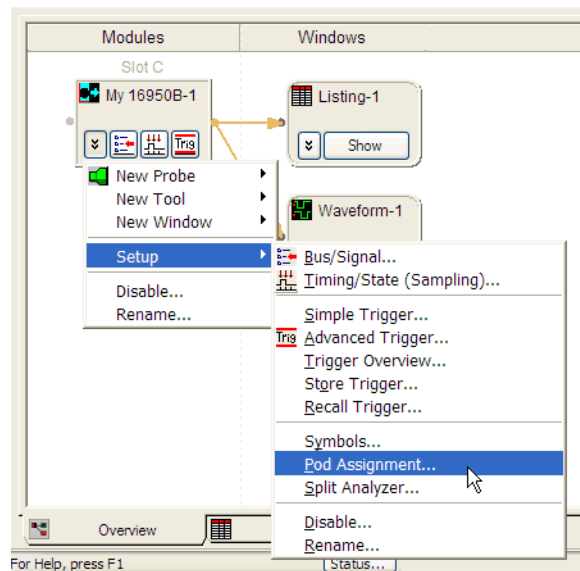 Modules Windows
Slot C
My 16950B-1 Listing-1
Trig Show
New Probe
New Tool
New Window Waveform-1
Setup Bus/Signal...
Timing/State (Sampling)...
Disable...
Rename... Simple Trigger...
Trig Advanced Trigger...
Trigger Overview...
Store Trigger...
Recall Trigger...
Symbols...
Pod Assignment...
Split Analyzer...
Disable...
Overview
Rename...
For Help, press F1 Status...